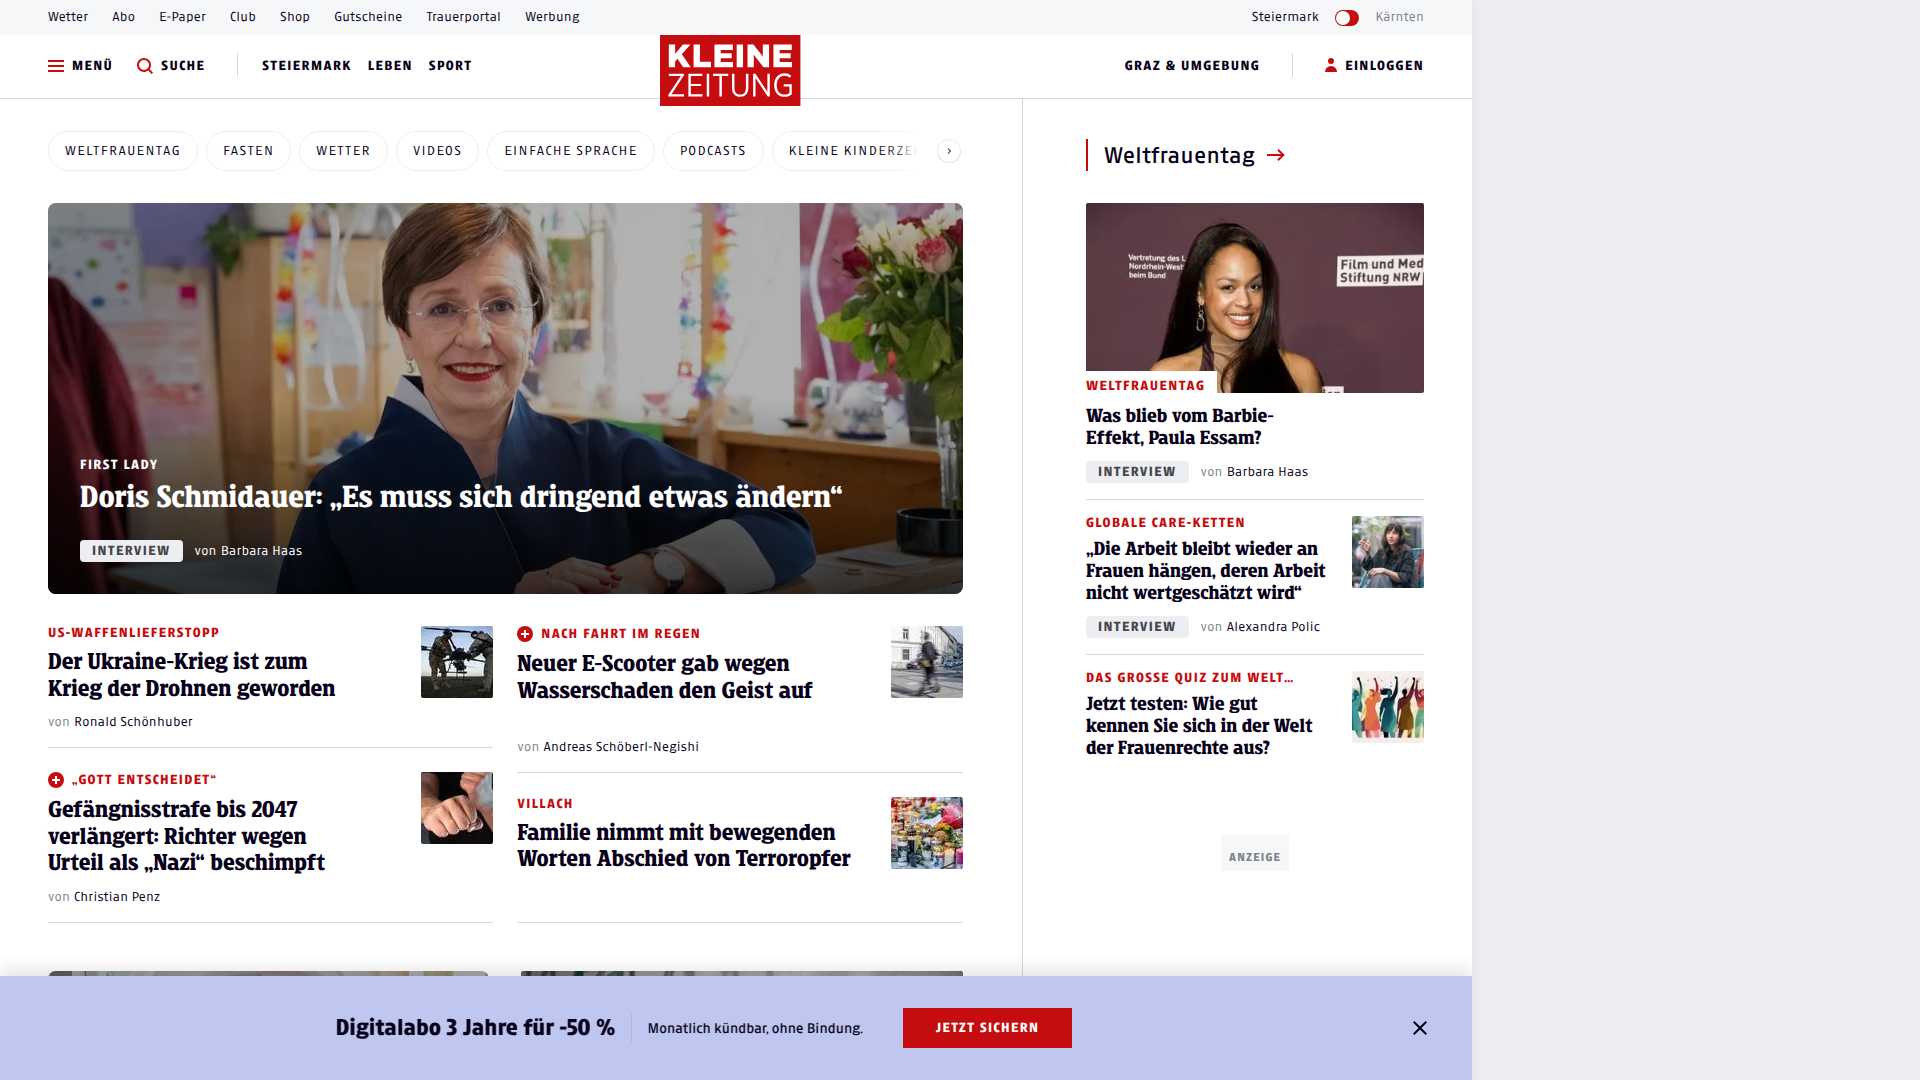 Wetter Abo E-Paper Club Shop Gutscheine Trauerportal Werbung
Steiermark Kärnten
MENÜ SUCHE STEIERMARK LEBEN SPORT
KLEINE
ZEITUNG
GRAZ & UMGEBUNG EINLOGGEN
WELTFRAUENTAG FASTEN WETTER VIDEOS EINFACHE SPRACHE PODCASTS KLEINE KINDERZEI
FIRST LADY
Doris Schmidauer: „Es muss sich dringend etwas ändern“
INTERVIEW von Barbara Haas
US-WAFFENLIEFERSTOPP
Der Ukraine-Krieg ist zum
Krieg der Drohnen geworden
von Ronald Schönhuber
„GOTT ENTSCHEIDET“
Gefängnisstrafe bis 2047
verlängert: Richter wegen
Urteil als „Nazi“ beschimpft
von Christian Penz
NACH FAHRT IM REGEN
Neuer E-Scooter gab wegen
Wasserschaden den Geist auf
von Andreas Schöberl-Negishi
VILLACH
Familie nimmt mit bewegenden
Worten Abschied von Terroropfer
Weltfrauentag
Vertretung des L
Nordrhein-West
beim Bund
Film und Med
Stiftung NRW
WELTFRAUENTAG
Was blieb vom Barbie-
Effekt, Paula Essam?
INTERVIEW von Barbara Haas
GLOBALE CARE-KETTEN
„Die Arbeit bleibt wieder an
Frauen hängen, deren Arbeit
nicht wertgeschätzt wird“
INTERVIEW von Alexandra Polic
DAS GROSSE QUIZ ZUM WELT…
Jetzt testen: Wie gut
kennen Sie sich in der Welt
der Frauenrechte aus?
ANZEIGE
Digitalabo 3 Jahre für -50 %
Monatlich kündbar, ohne Bindung.
JETZT SICHERN